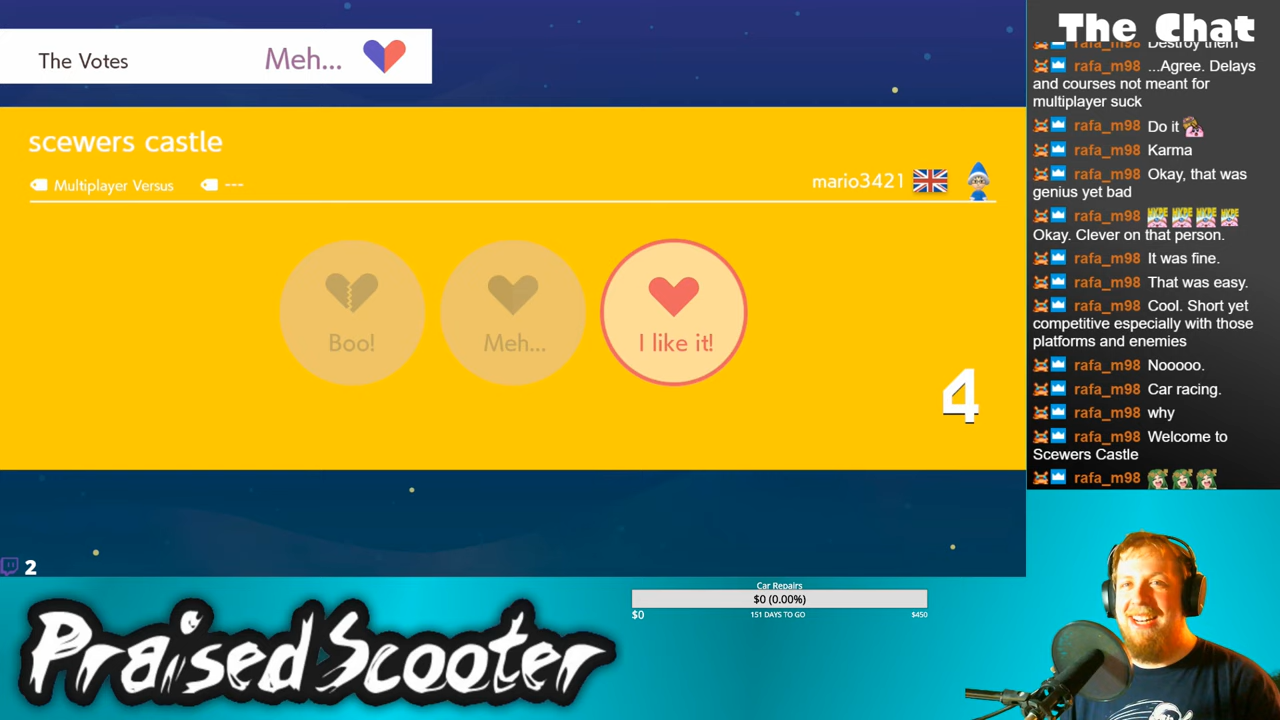 The Votes
Meh...
scewers castle
Multiplayer Versus
---
mario3421
Boo!
Meh...
I like it!
4
2
PraisedScooter
Car Repairs
$0 (0.00%)
$0
151 DAYS TO GO
$450
The Chat
rafa_m98 Destroy them
rafa_m98 ...Agree. Delays
and courses not meant for
multiplayer suck
rafa_m98 Do it
rafa_m98 Karma
rafa_m98 Okay, that was
genius yet bad
rafa_m98
Okay. Clever on that person.
rafa_m98 It was fine.
rafa_m98 That was easy.
rafa_m98 Cool. Short yet
competitive especially with those
platforms and enemies
rafa_m98 Nooooo.
rafa_m98 Car racing.
rafa_m98 why
rafa_m98 Welcome to
Scewers Castle
rafa_m98